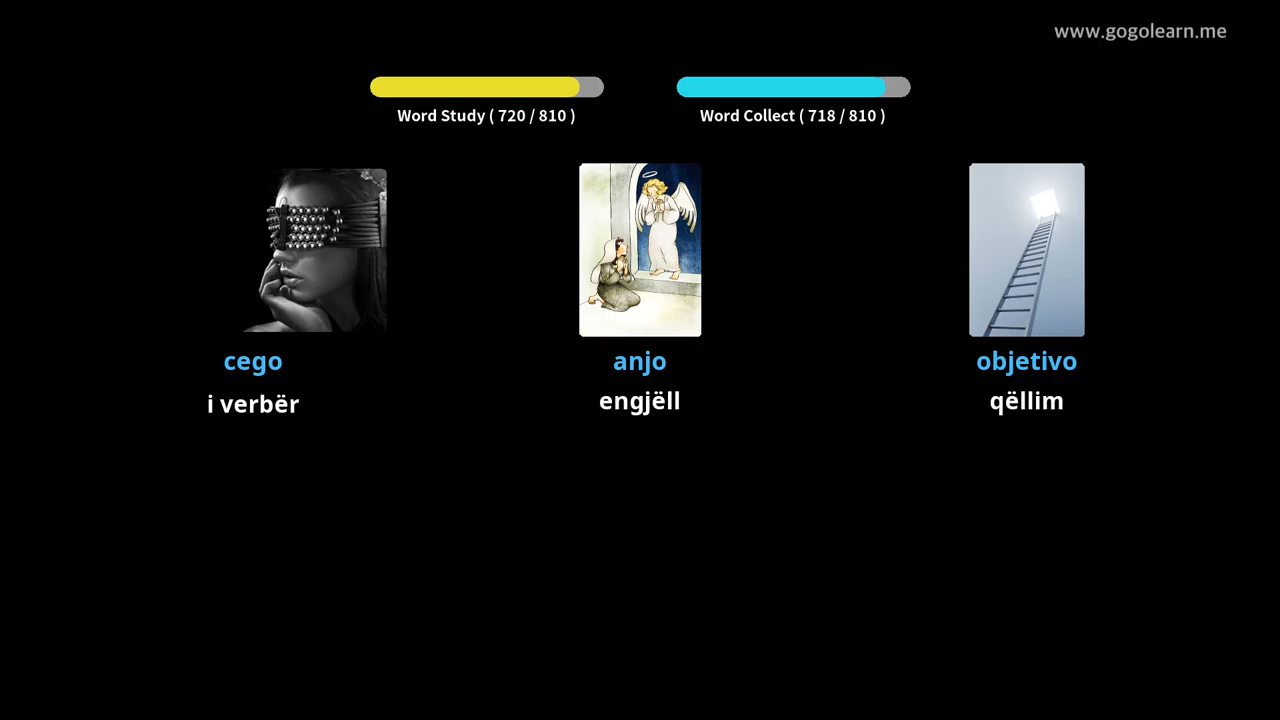 www.gogolearn.me
Word Study ( 720 / 810 )
Word Collect ( 718 / 810 )
cego
i verbër
anjo
engjëll
objetivo
qëllim